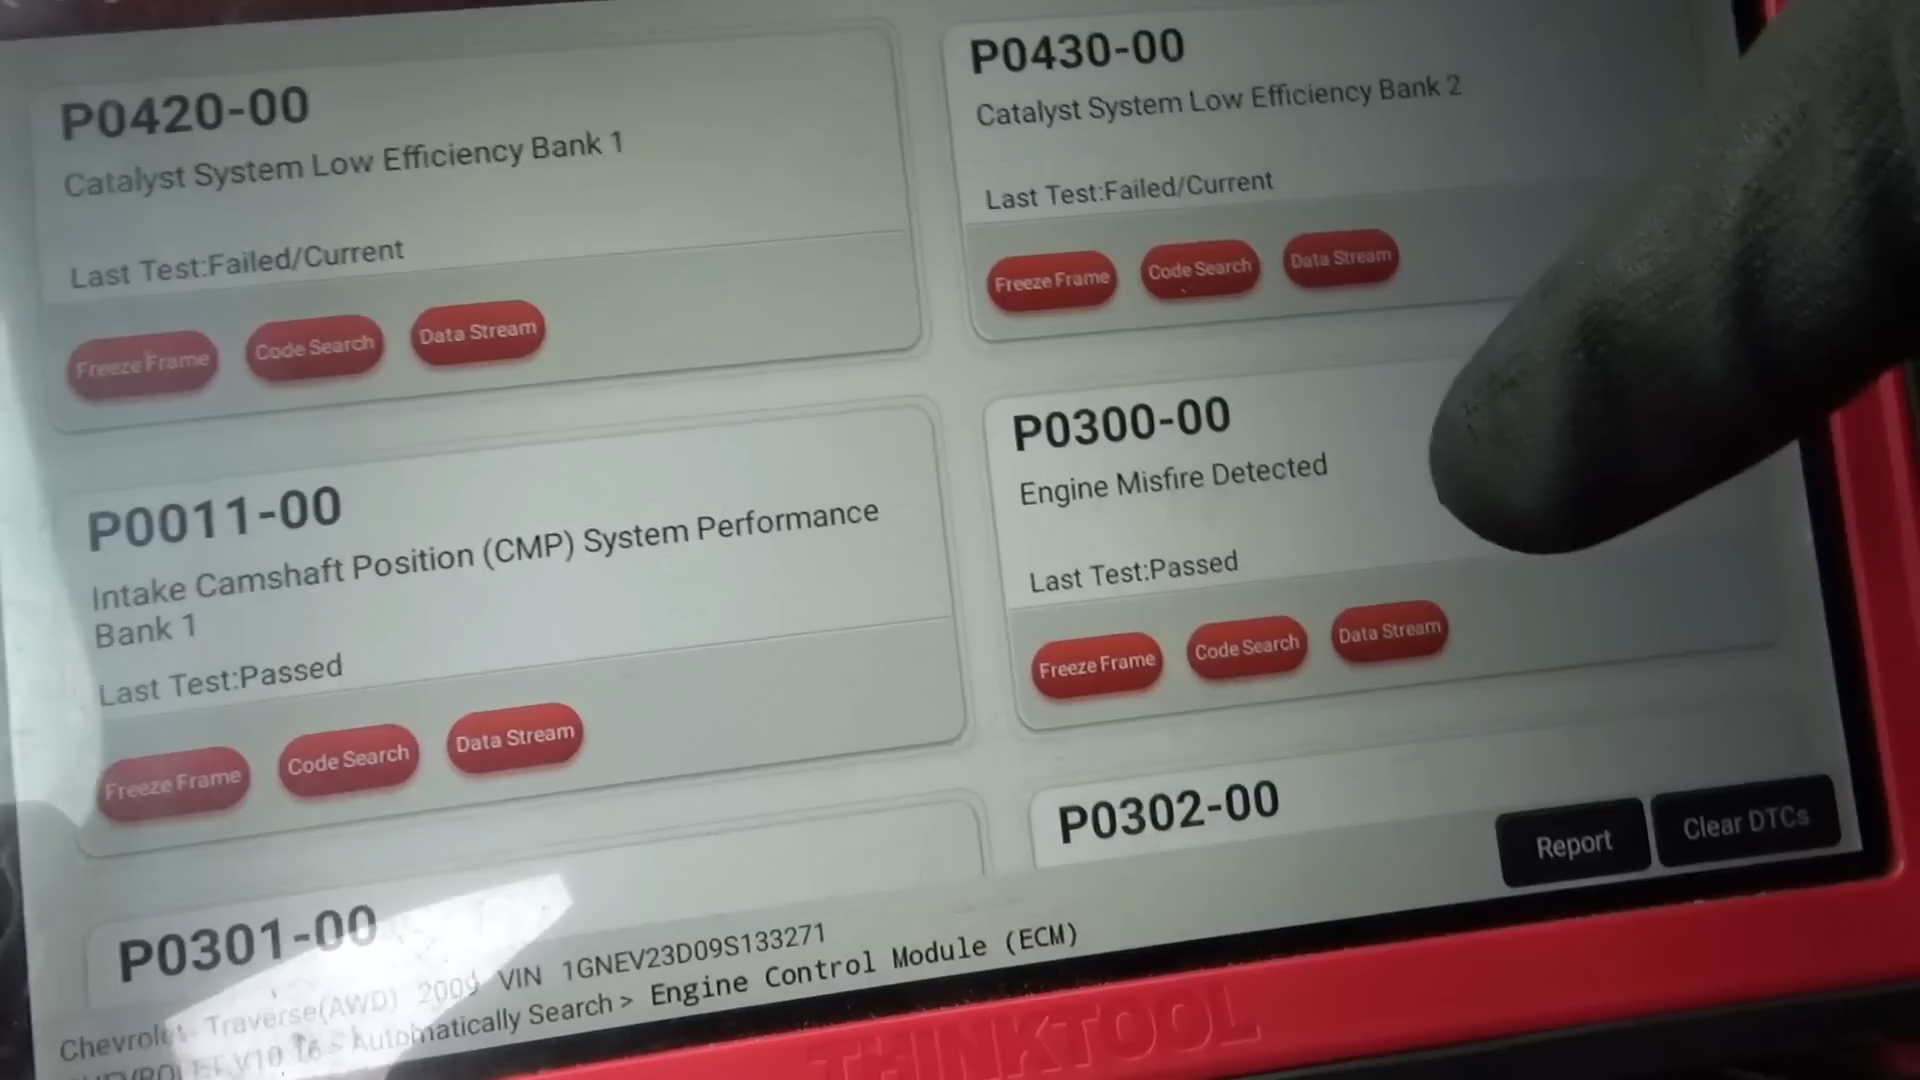 P0420-00
Catalyst System Low Efficiency Bank 1
Last Test:Failed/Current
Freeze Frame
Code Search
Data Stream
P0430-00
Catalyst System Low Efficiency Bank 2
Last Test:Failed/Current
Freeze Frame
Code Search
Data Stream
P0011-00
Intake Camshaft Position (CMP) System Performance
Bank 1
Last Test:Passed
Freeze Frame
Code Search
Data Stream
P0300-00
Engine Misfire Detected
Last Test:Passed
Freeze Frame
Code Search
Data Stream
P0301-00
P0302-00
Report
Clear DTCs
Chevrolet Traverse(AWD) 2009 VIN 1GNEV23D09S133271
Automatically Search > Engine Control Module (ECM)
THINKTOOL